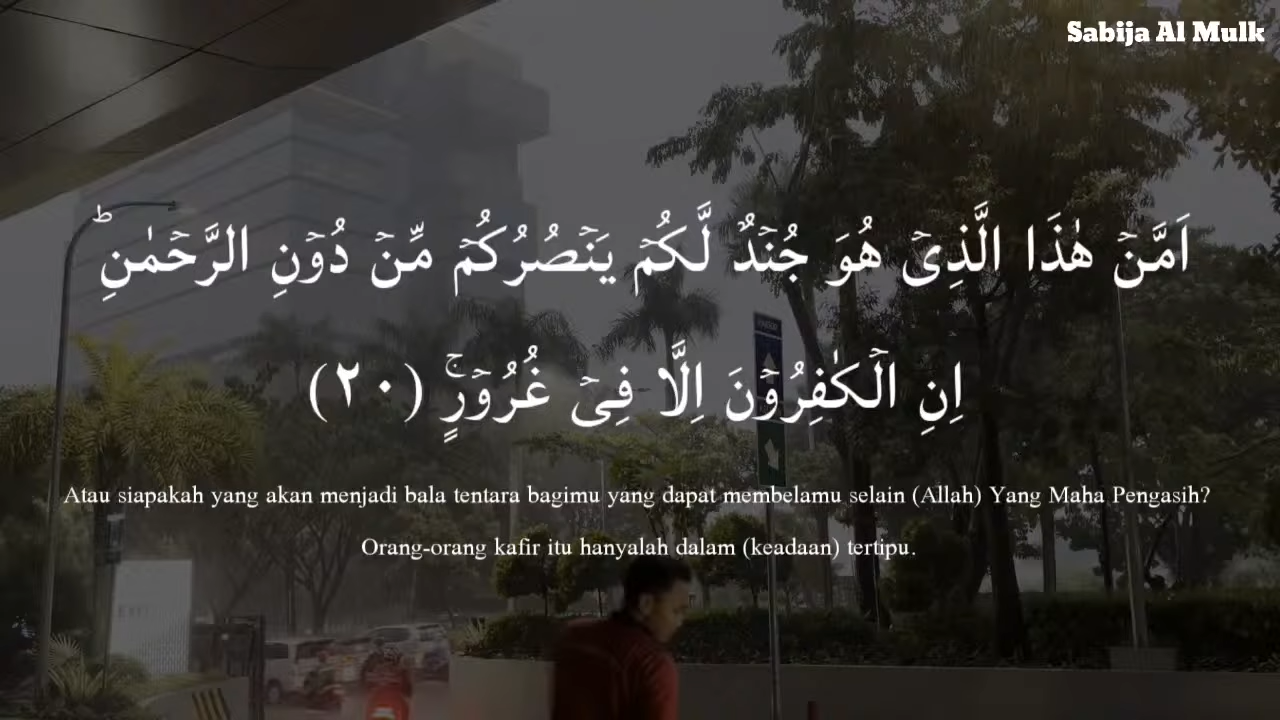 Sabija Al Mulk
اَمَّنۡ هٰذَا الَّذِىۡ هُوَ جُنۡدٌ لَّكُمۡ يَنۡصُرُكُمۡ مِّنۡ دُوۡنِ الرَّحۡمٰنِؕ
اِنِ الۡكٰفِرُوۡنَ اِلَّا فِىۡ غُرُوۡرٍۚ (٢٠)
Atau siapakah yang akan menjadi bala tentara bagimu yang dapat membelamu selain (Allah) Yang Maha Pengasih?
Orang-orang kafir itu hanyalah dalam (keadaan) tertipu.